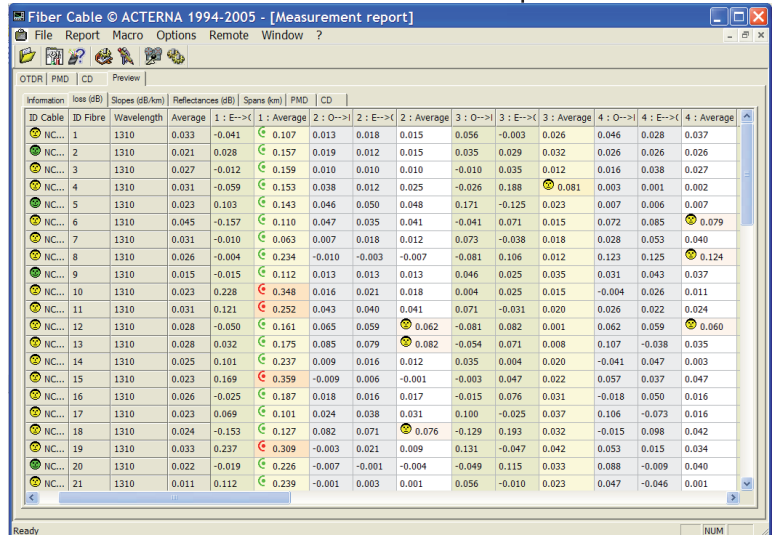 Fiber Cable © ACTERNA 1994-2005 - [Measurement report]
File Report Macro Options Remote Window ?
OTDR PMD CD Preview
Information loss (dB) Slopes (dB/km) Reflectances (dB) Spans (km) PMD CD
ID Cable ID Fibre Wavelength Average 1 : E-->( 1 : Average 2 : O-->I 2 : E-->( 2 : Average 3 : O-->I 3 : E-->( 3 : Average 4 : O-->I 4 : E-->( 4 : Average
NC... 1 1310 0.033 -0.041 0.107 0.013 0.018 0.015 0.056 -0.003 0.026 0.046 0.028 0.037
NC... 2 1310 0.021 0.028 0.157 0.019 0.012 0.015 0.035 0.029 0.032 0.026 0.026 0.026
NC... 3 1310 0.027 -0.012 0.159 0.010 0.010 0.010 -0.010 0.035 0.012 0.016 0.038 0.027
NC... 4 1310 0.031 -0.059 0.153 0.038 0.012 0.025 -0.026 0.188 0.081 0.003 0.001 0.002
NC... 5 1310 0.023 0.103 0.143 0.046 0.050 0.048 0.171 -0.125 0.023 0.007 0.006 0.007
NC... 6 1310 0.045 -0.157 0.110 0.047 0.035 0.041 -0.041 0.071 0.015 0.072 0.085 0.079
NC... 7 1310 0.031 -0.010 0.063 0.007 0.018 0.012 0.073 -0.038 0.018 0.028 0.053 0.040
NC... 8 1310 0.026 -0.004 0.234 -0.010 -0.003 -0.007 -0.081 0.106 0.012 0.123 0.125 0.124
NC... 9 1310 0.015 -0.015 0.112 0.013 0.013 0.013 0.046 0.025 0.035 0.031 0.043 0.037
NC... 10 1310 0.023 0.228 0.348 0.016 0.021 0.018 0.004 0.025 0.015 -0.004 0.026 0.011
NC... 11 1310 0.031 0.121 0.252 0.043 0.040 0.041 0.071 -0.031 0.020 0.026 0.022 0.024
NC... 12 1310 0.028 -0.050 0.161 0.065 0.059 0.062 -0.081 0.082 0.001 0.062 0.059 0.060
NC... 13 1310 0.028 0.032 0.175 0.085 0.079 0.082 -0.054 0.071 0.008 0.107 -0.038 0.035
NC... 14 1310 0.025 0.101 0.237 0.009 0.016 0.012 0.035 0.004 0.020 -0.041 0.047 0.003
NC... 15 1310 0.023 0.169 0.359 -0.009 0.006 -0.001 -0.003 0.047 0.022 0.057 0.037 0.047
NC... 16 1310 0.026 -0.025 0.187 0.018 0.016 0.017 -0.015 0.076 0.031 -0.018 0.050 0.016
NC... 17 1310 0.023 0.069 0.101 0.024 0.038 0.031 0.100 -0.025 0.037 0.106 -0.073 0.016
NC... 18 1310 0.024 -0.153 0.127 0.082 0.071 0.076 -0.129 0.193 0.032 -0.015 0.098 0.042
NC... 19 1310 0.033 0.237 0.309 -0.003 0.021 0.009 0.131 -0.047 0.042 0.053 0.015 0.034
NC... 20 1310 0.022 -0.019 0.226 -0.007 -0.001 -0.004 -0.049 0.115 0.033 0.088 -0.009 0.040
NC... 21 1310 0.011 0.112 0.239 -0.001 0.003 0.001 0.056 -0.010 0.023 0.047 -0.046 0.001
Ready NUM